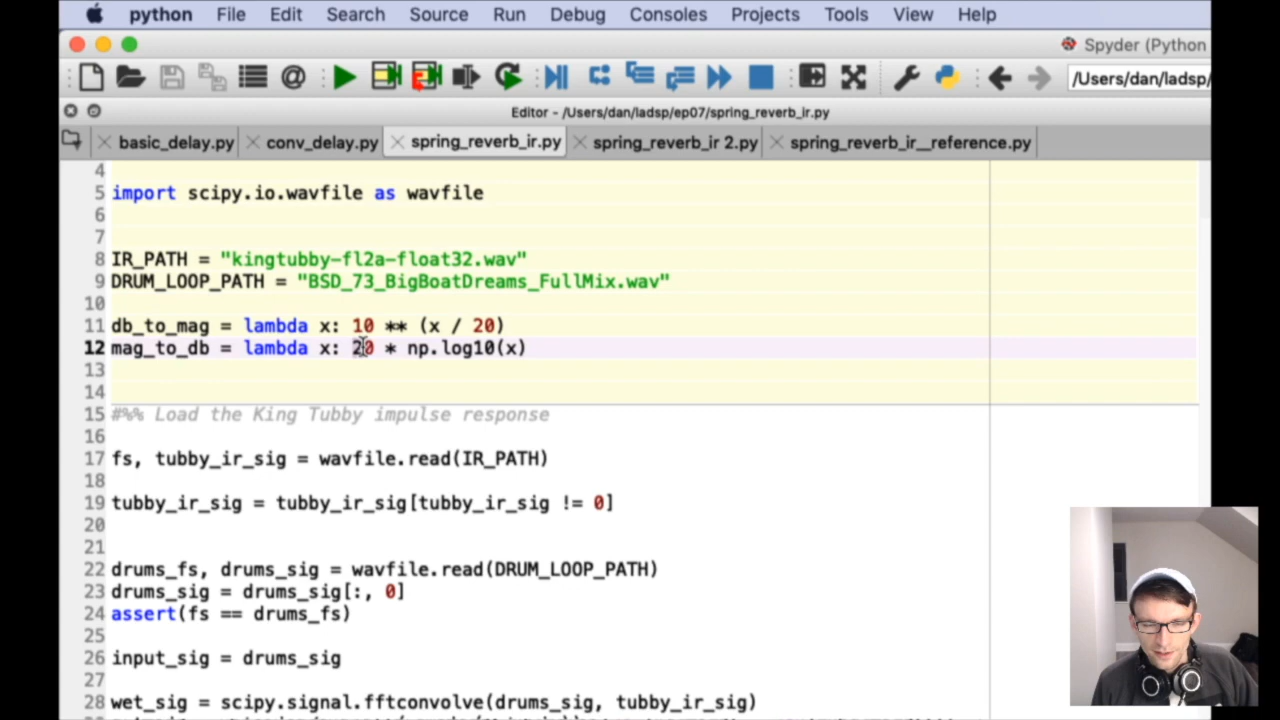 python File Edit Search Source Run Debug Consoles Projects Tools View Help
Spyder (Python
/Users/dan/ladsp/
Editor - /Users/dan/ladsp/ep07/spring_reverb_ir.py
basic_delay.py conv_delay.py spring_reverb_ir.py spring_reverb_ir 2.py spring_reverb_ir__reference.py
4
5 import scipy.io.wavfile as wavfile
6
7
8 IR_PATH = "kingtubby-fl2a-float32.wav"
9 DRUM_LOOP_PATH = "BSD_73_BigBoatDreams_FullMix.wav"
10
11 db_to_mag = lambda x: 10 ** (x / 20)
12 mag_to_db = lambda x: 20 * np.log10(x)
13
14
15 #%% Load the King Tubby impulse response
16
17 fs, tubby_ir_sig = wavfile.read(IR_PATH)
18
19 tubby_ir_sig = tubby_ir_sig[tubby_ir_sig != 0]
20
21
22 drums_fs, drums_sig = wavfile.read(DRUM_LOOP_PATH)
23 drums_sig = drums_sig[:, 0]
24 assert(fs == drums_fs)
25
26 input_sig = drums_sig
27
28 wet_sig = scipy.signal.fftconvolve(drums_sig, tubby_ir_sig)